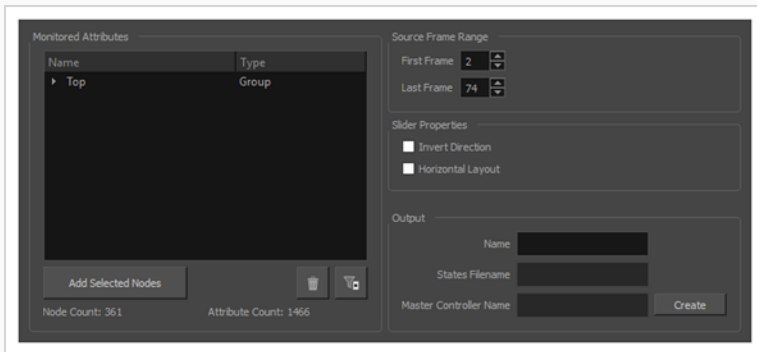 Monitored Attributes
Name Type
Top Group
Add Selected Nodes
Node Count: 361 Attribute Count: 1466
Source Frame Range
First Frame 2
Last Frame 74
Slider Properties
Invert Direction
Horizontal Layout
Output
Name
States Filename
Master Controller Name Create